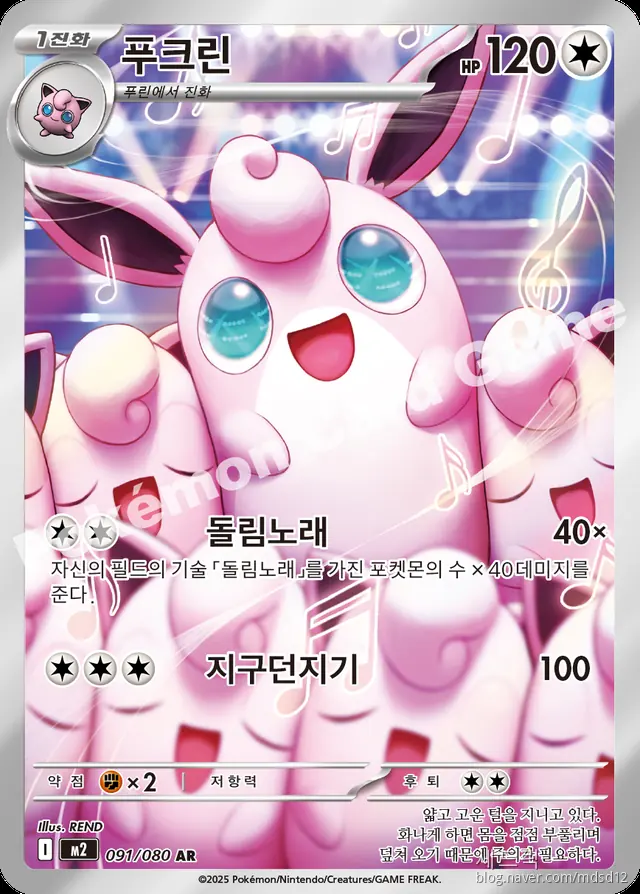 1진화
푸크린
HP 120
푸린에서 진화
Pokémon Card Game
돌림노래 40×
자신의 필드의 기술 「돌림노래」를 가진 포켓몬의 수 × 40데미지를
준다.
지구던지기 100
약점 ×2 저항력 후퇴
얇고 고운 털을 지니고 있다.
화나게 하면 몸을 점점 부풀리며
덮쳐 오기 때문에 주의가 필요하다.
Illus. REND
I m2 091/080 AR
©2025 Pokémon/Nintendo/Creatures/GAME FREAK.
blog.naver.com/mdsd12